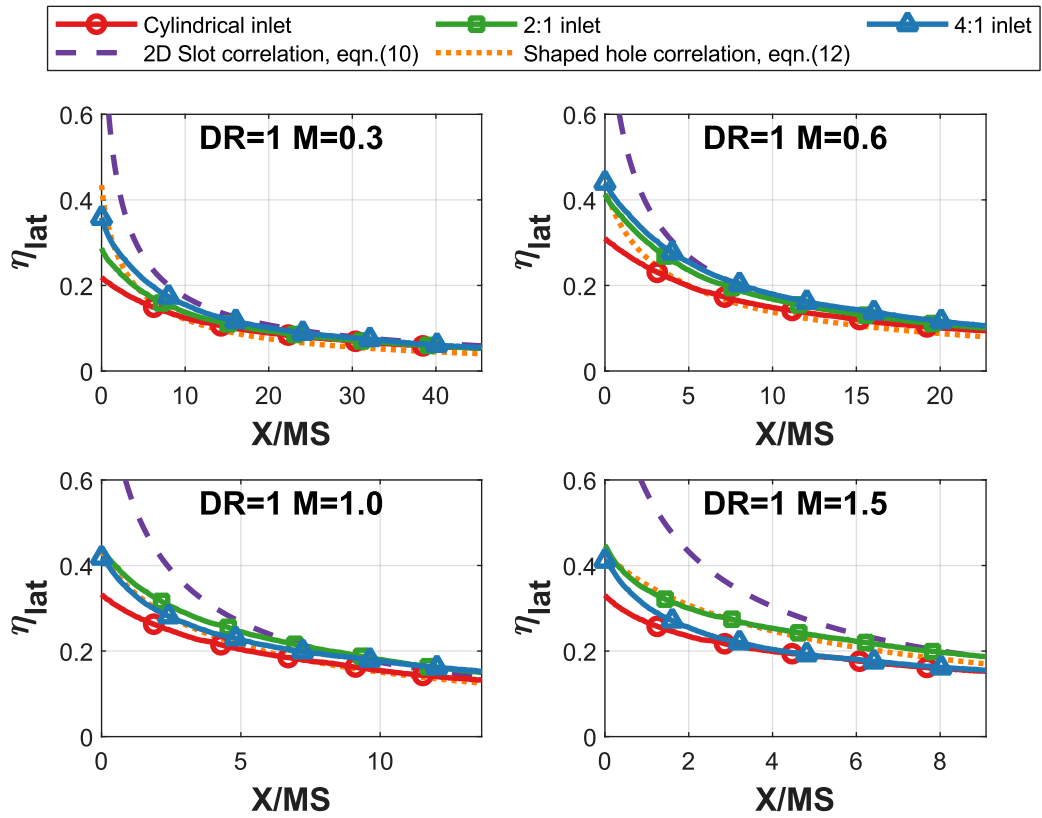 Cylindrical inlet 2:1 inlet 4:1 inlet
2D Slot correlation, eqn.(10) Shaped hole correlation, eqn.(12)
DR=1 M=0.3
0.6
0.4
0.2
0
ηlat
0 10 20 30 40
X/MS
DR=1 M=0.6
0.6
0.4
0.2
0
ηlat
0 5 10 15 20
X/MS
DR=1 M=1.0
0.6
0.4
0.2
0
ηlat
0 5 10
X/MS
DR=1 M=1.5
0.6
0.4
0.2
0
ηlat
0 2 4 6 8
X/MS